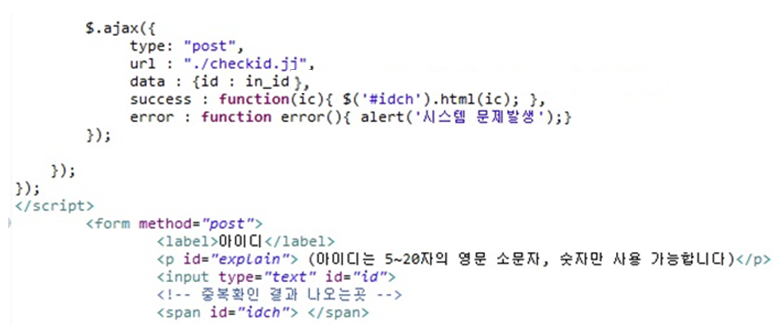 $.ajax({
type: "post",
url : "./checkid.jj",
data : {id : in_id },
success : function(ic){ $('#idch').html(ic); },
error : function error(){ alert('시스템 문제발생');}
});
});
});
</script>
<form method="post">
<label>아이디</label>
<p id="explain"> (아이디는 5~20자의 영문 소문자, 숫자만 사용 가능합니다)</p>
<input type="text" id="id">
<!-- 중복확인 결과 나오는곳 -->
<span id="idch"> </span>